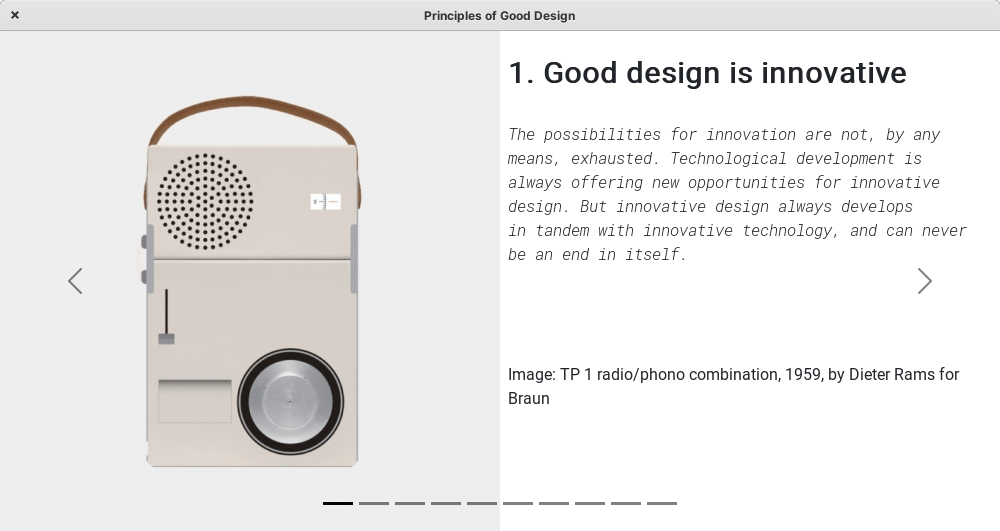 Principles of Good Design
1. Good design is innovative
The possibilities for innovation are not, by any
means, exhausted. Technological development is
always offering new opportunities for innovative
design. But innovative design always develops
in tandem with innovative technology, and can never
be an end in itself.
Image: TP 1 radio/phono combination, 1959, by Dieter Rams for
Braun